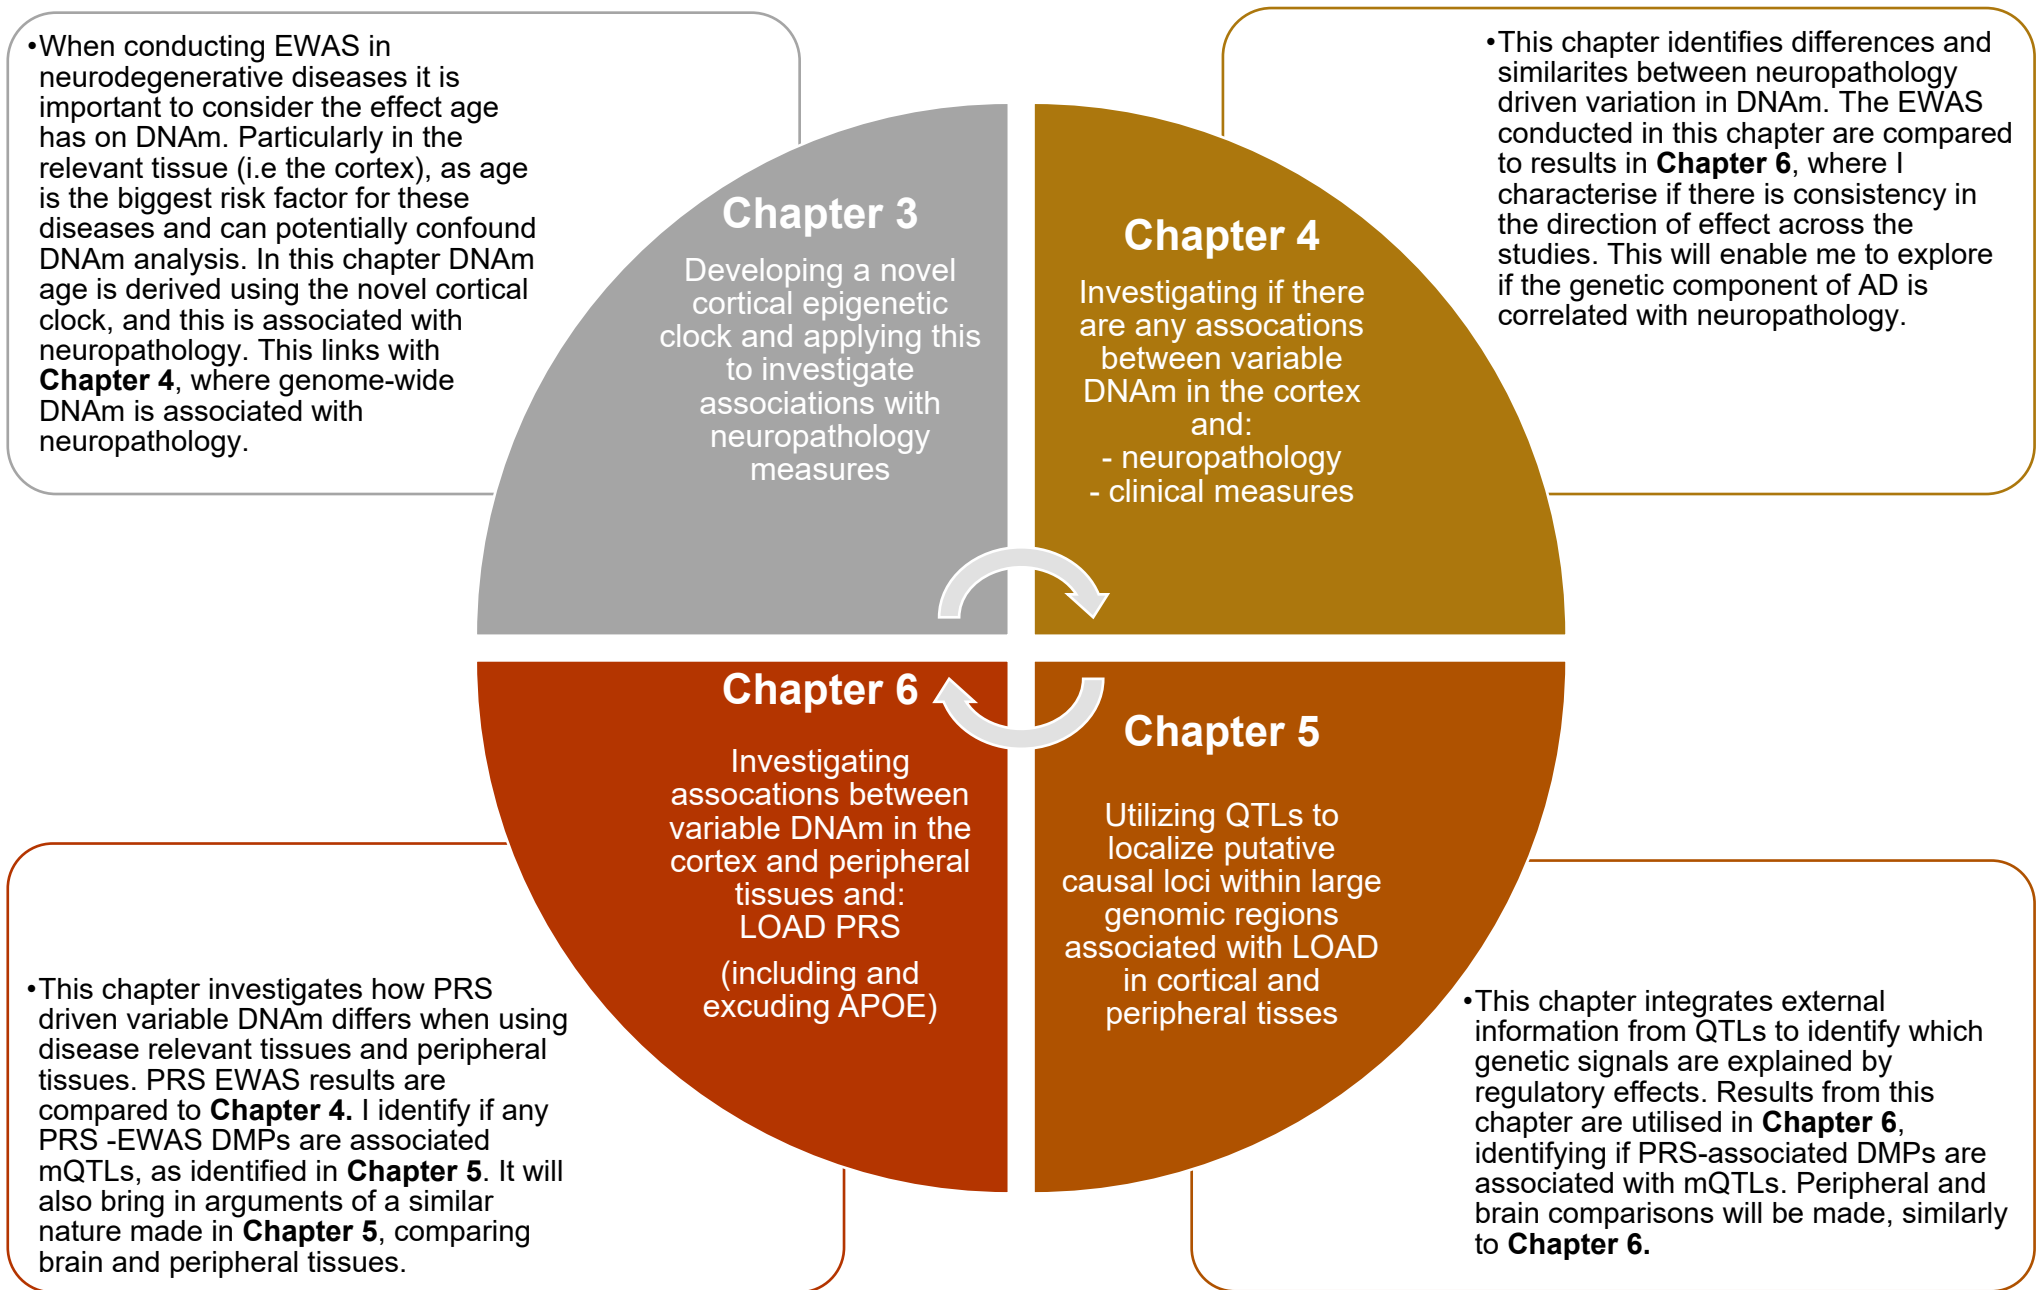 •When conducting EWAS in
neurodegenerative diseases it is
important to consider the effect age
has on DNAm. Particularly in the
relevant tissue (i.e the cortex), as age
is the biggest risk factor for these
diseases and can potentially confound
DNAm analysis. In this chapter DNAm
age is derived using the novel cortical
clock, and this is associated with
neuropathology. This links with
Chapter 4, where genome-wide
DNAm is associated with
neuropathology.
Chapter 3
Developing a novel
cortical epigenetic
clock and applying this
to investigate
associations with
neuropathology
measures
Chapter 4
Investigating if there
are any assocations
between variable
DNAm in the cortex
and:
- neuropathology
- clinical measures
•This chapter identifies differences and
similarites between neuropathology
driven variation in DNAm. The EWAS
conducted in this chapter are compared
to results in Chapter 6, where I
characterise if there is consistency in
the direction of effect across the
studies. This will enable me to explore
if the genetic component of AD is
correlated with neuropathology.
•This chapter investigates how PRS
driven variable DNAm differs when using
disease relevant tissues and peripheral
tissues. PRS EWAS results are
compared to Chapter 4. I identify if any
PRS -EWAS DMPs are associated
mQTLs, as identified in Chapter 5. It will
also bring in arguments of a similar
nature made in Chapter 5, comparing
brain and peripheral tissues.
Chapter 6
Investigating
assocations between
variable DNAm in the
cortex and peripheral
tissues and:
LOAD PRS
(including and
excuding APOE)
Chapter 5
Utilizing QTLs to
localize putative
causal loci within large
genomic regions
associated with LOAD
in cortical and
peripheral tisses
•This chapter integrates external
information from QTLs to identify which
genetic signals are explained by
regulatory effects. Results from this
chapter are utilised in Chapter 6,
identifying if PRS-associated DMPs are
associated with mQTLs. Peripheral and
brain comparisons will be made, similarly
to Chapter 6.